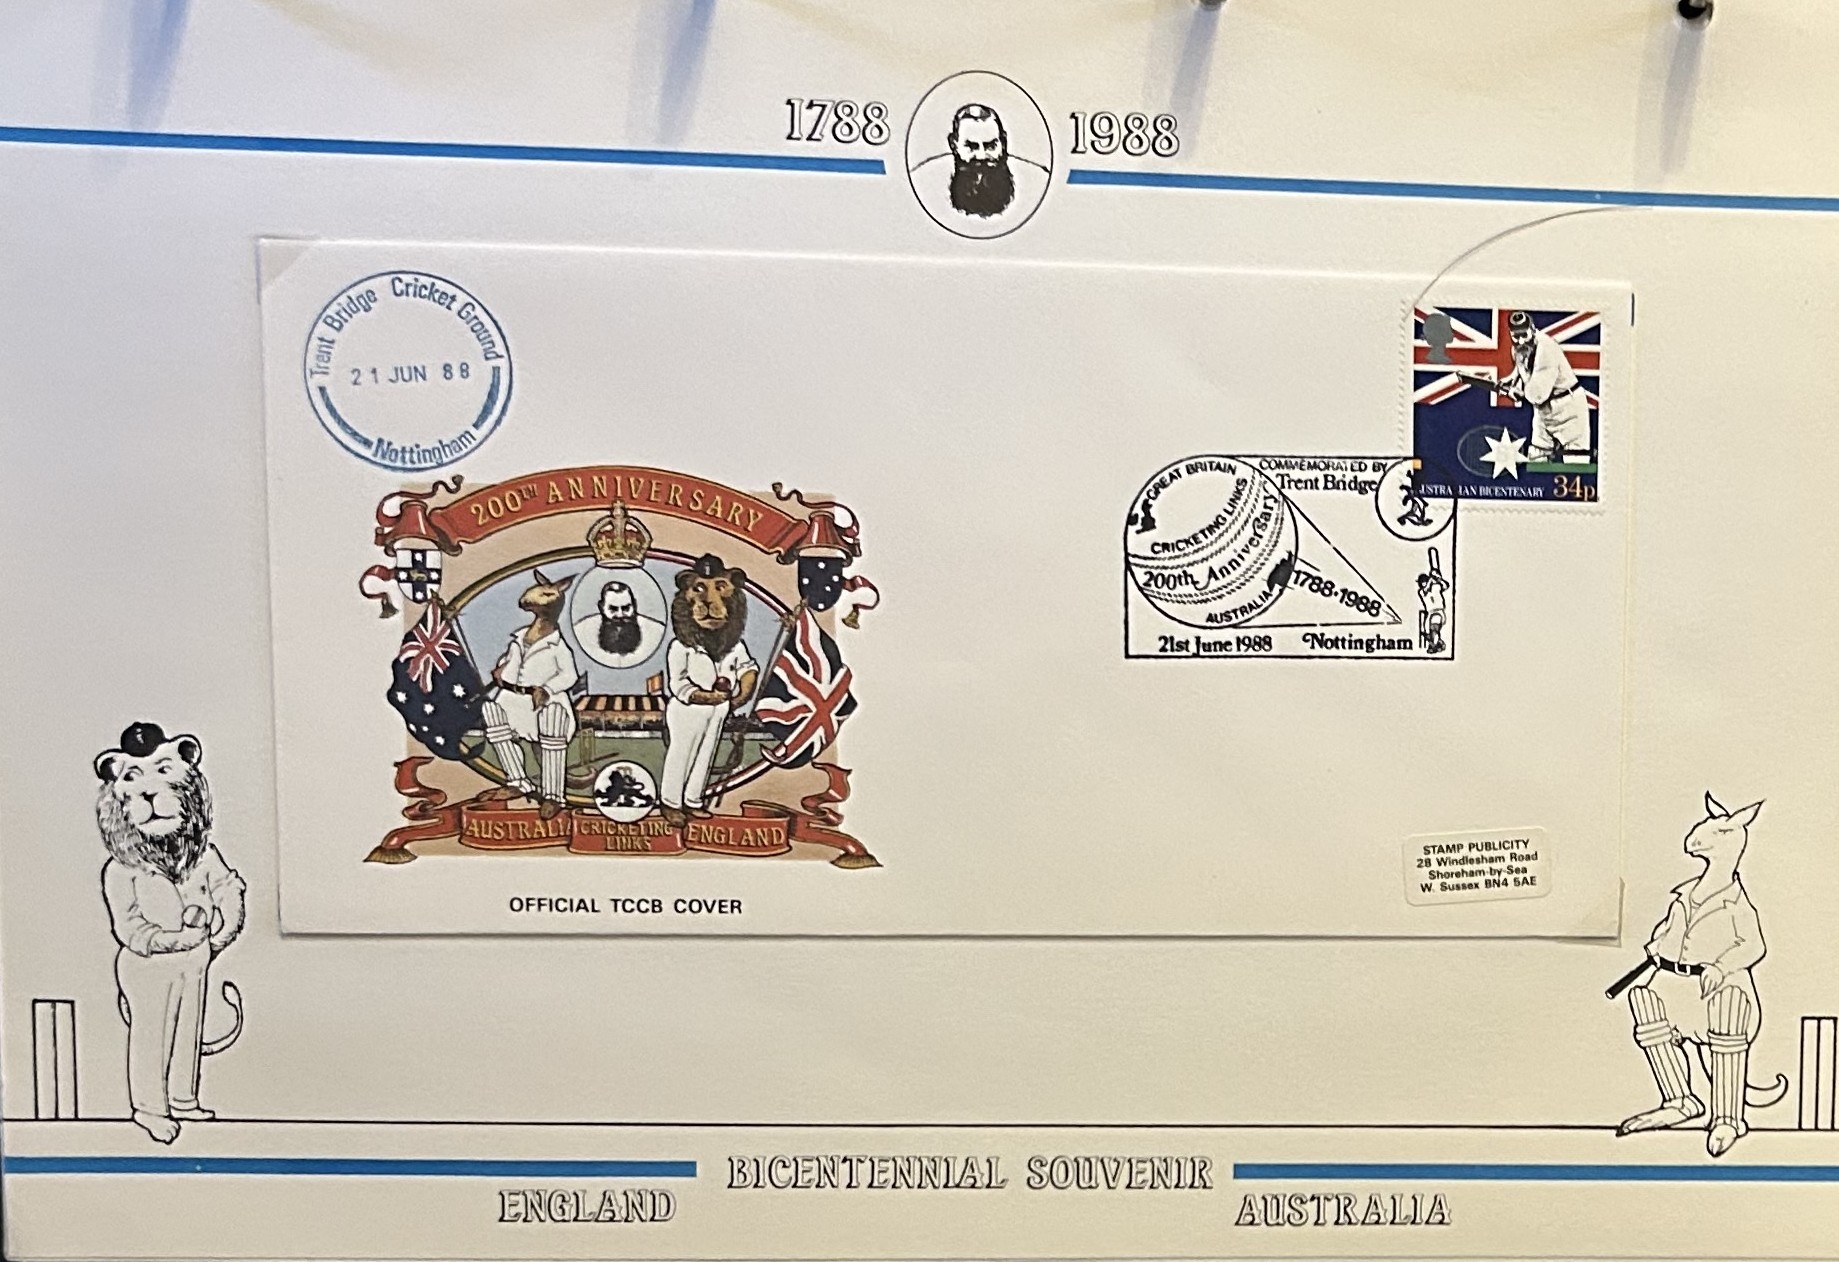 1788 1988
Trent Bridge Cricket Ground
21 JUN 88
Nottingham
200TH ANNIVERSARY
AUSTRALIA CRICKETING LINKS ENGLAND
OFFICIAL TCCB COVER
GREAT BRITAIN
CRICKETING LINKS
200th Anniversary
AUSTRALIA
1788·1988
COMMEMORATED BY
Trent Bridge
21st June 1988 Nottingham
AUSTRALIAN BICENTENARY 34p
STAMP PUBLICITY
28 Windlesham Road
Shoreham-by-Sea
W. Sussex BN4 5AE
BICENTENNIAL SOUVENIR
ENGLAND AUSTRALIA